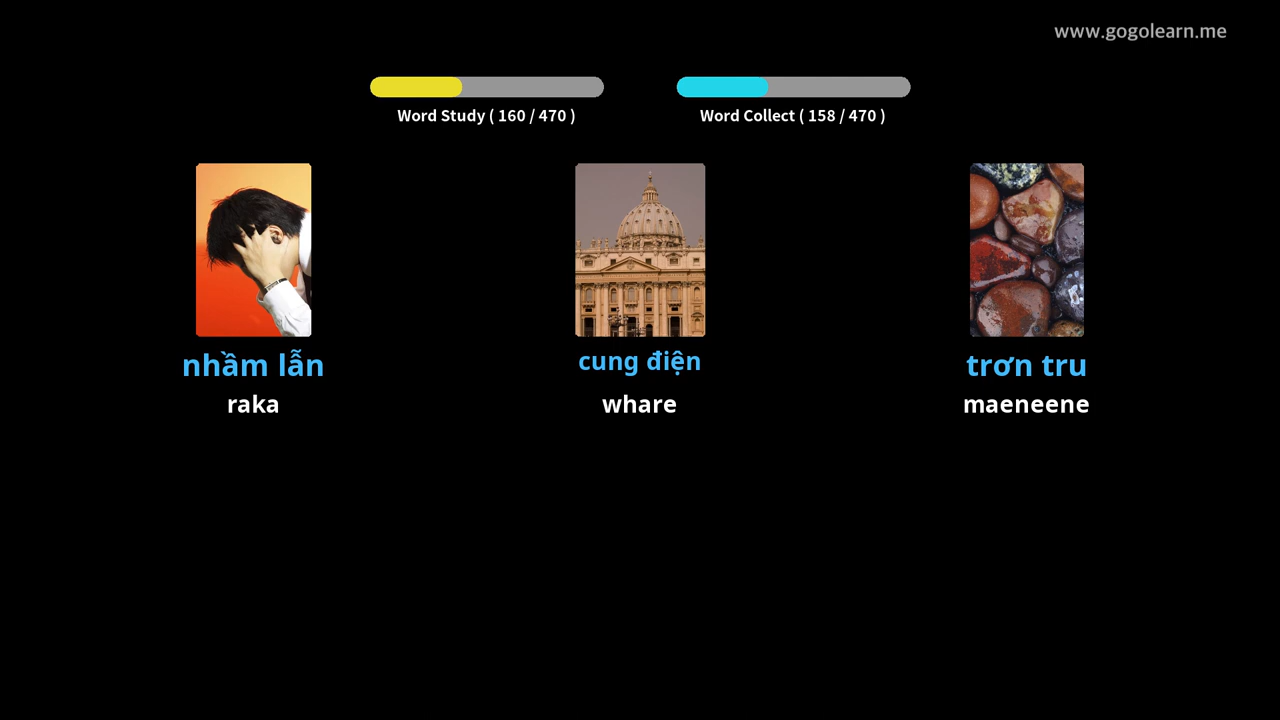 www.gogolearn.me
Word Study ( 160 / 470 )
Word Collect ( 158 / 470 )
nhầm lẫn
cung điện
trơn tru
raka
whare
maeneene